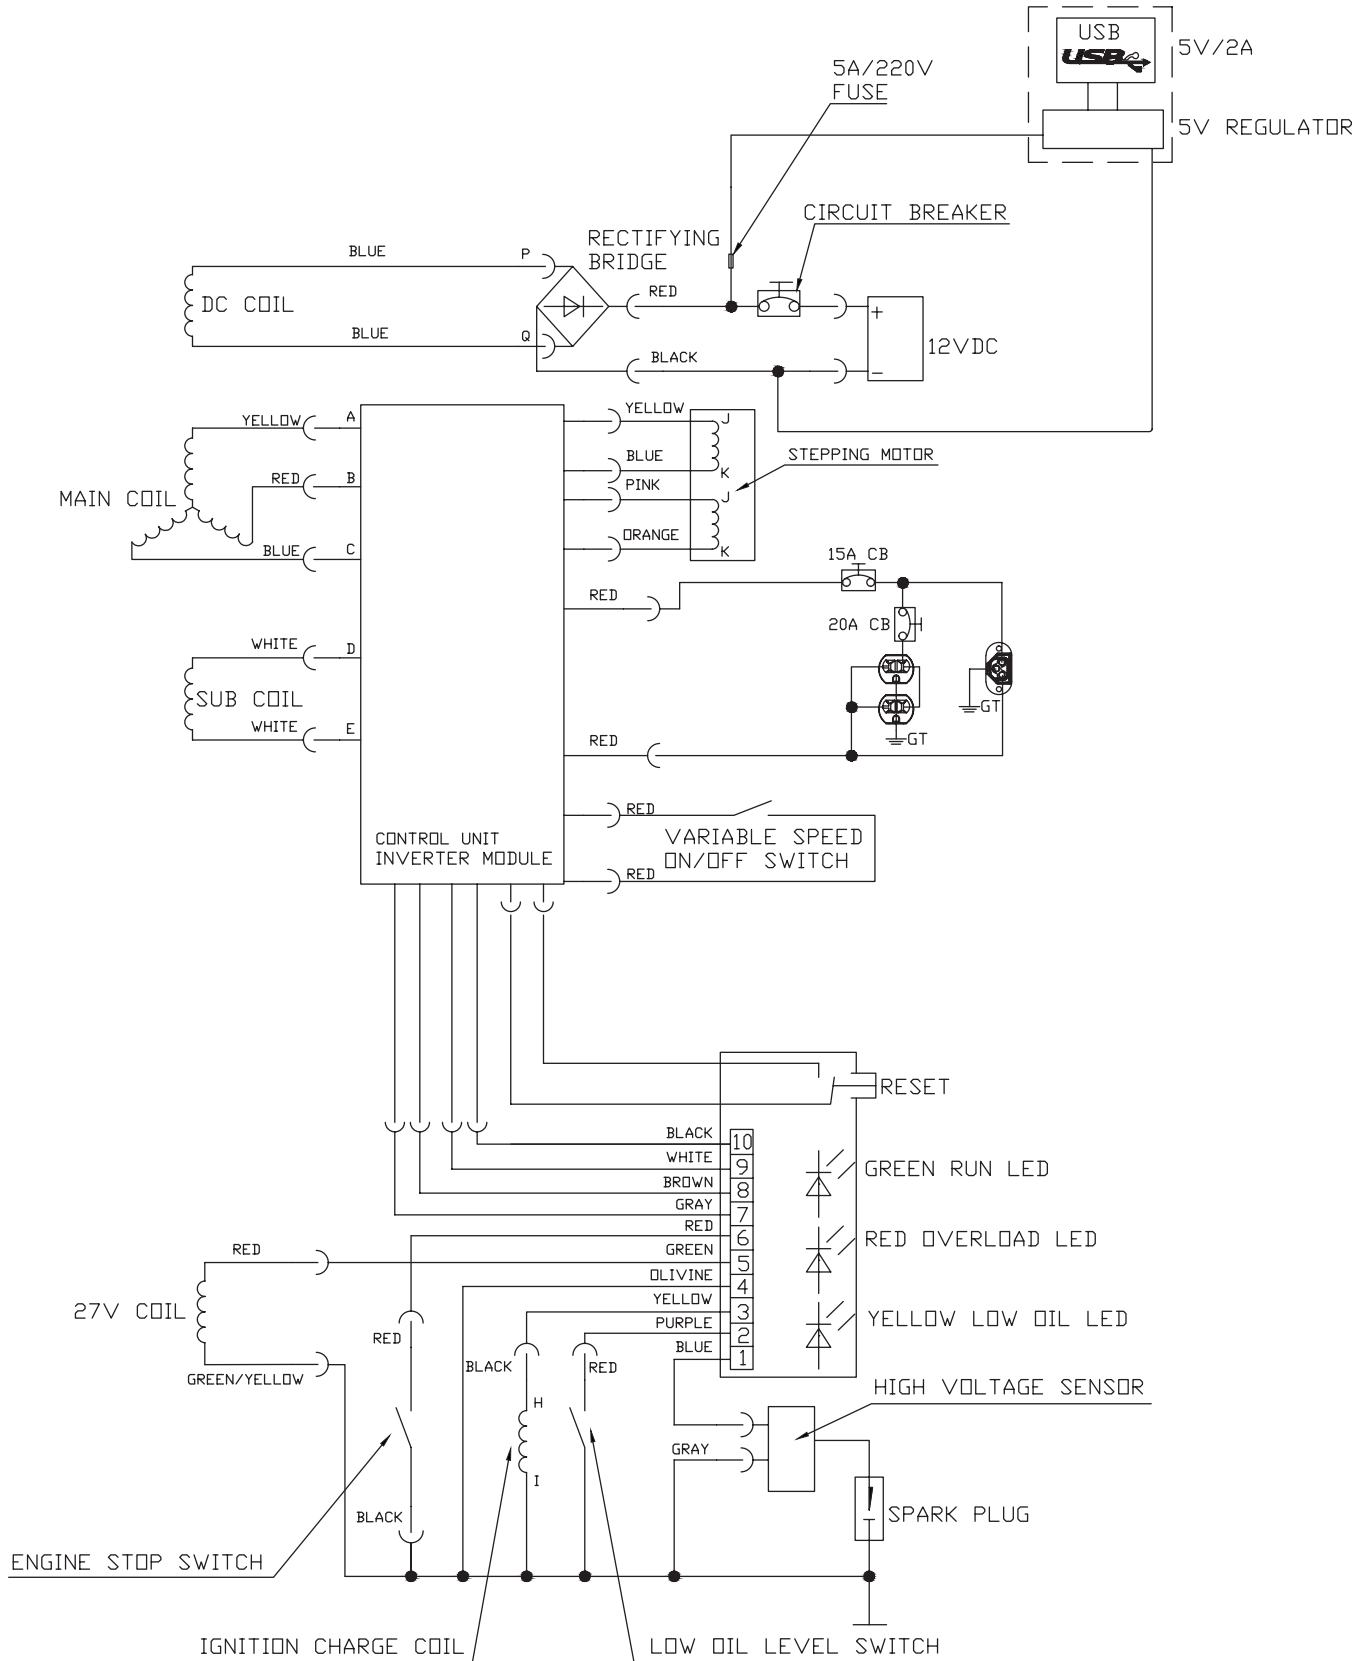 USB
USB
5V/2A
5A/220V
FUSE
5V REGULATOR
CIRCUIT BREAKER
RECTIFYING
BRIDGE
BLUE
P
RED
DC COIL
+
BLUE
Q
12VDC
BLACK
−
YELLOW
A
YELLOW
J
BLUE
STEPPING MOTOR
K
RED
B
PINK
J
MAIN COIL
ORANGE
BLUE
C
K
15A CB
RED
20A CB
WHITE
D
SUB COIL
GT
WHITE
E
RED
GT
RED
CONTROL UNIT
INVERTER MODULE
VARIABLE SPEED
ON/OFF SWITCH
RED
RESET
BLACK
10
WHITE
9
GREEN RUN LED
BROWN
8
GRAY
7
RED
6
RED OVERLOAD LED
RED
GREEN
5
OLIVINE
4
27V COIL
YELLOW
3
YELLOW LOW OIL LED
PURPLE
2
RED
BLUE
1
BLACK
RED
GREEN/YELLOW
HIGH VOLTAGE SENSOR
H
GRAY
I
BLACK
SPARK PLUG
ENGINE STOP SWITCH
IGNITION CHARGE COIL
LOW OIL LEVEL SWITCH